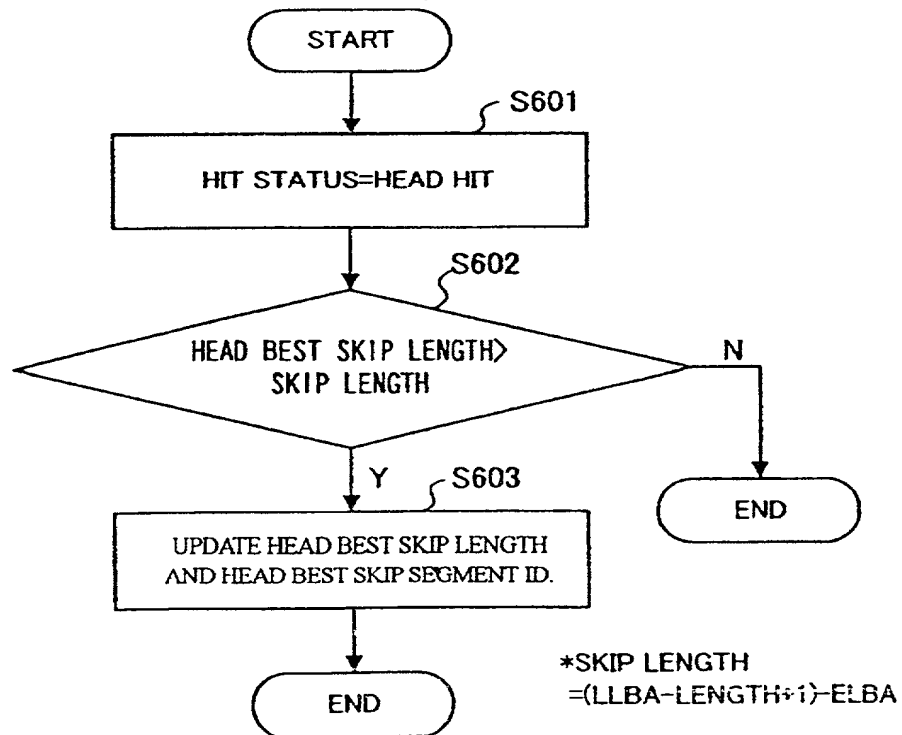 START
S601
HIT STATUS=HEAD HIT
S602
HEAD BEST SKIP LENGTH>
SKIP LENGTH
N
Y
S603
END
UPDATE HEAD BEST SKIP LENGTH
AND HEAD BEST SKIP SEGMENT ID.
*SKIP LENGTH
=(LLBA-LENGTH+1)-ELBA
END